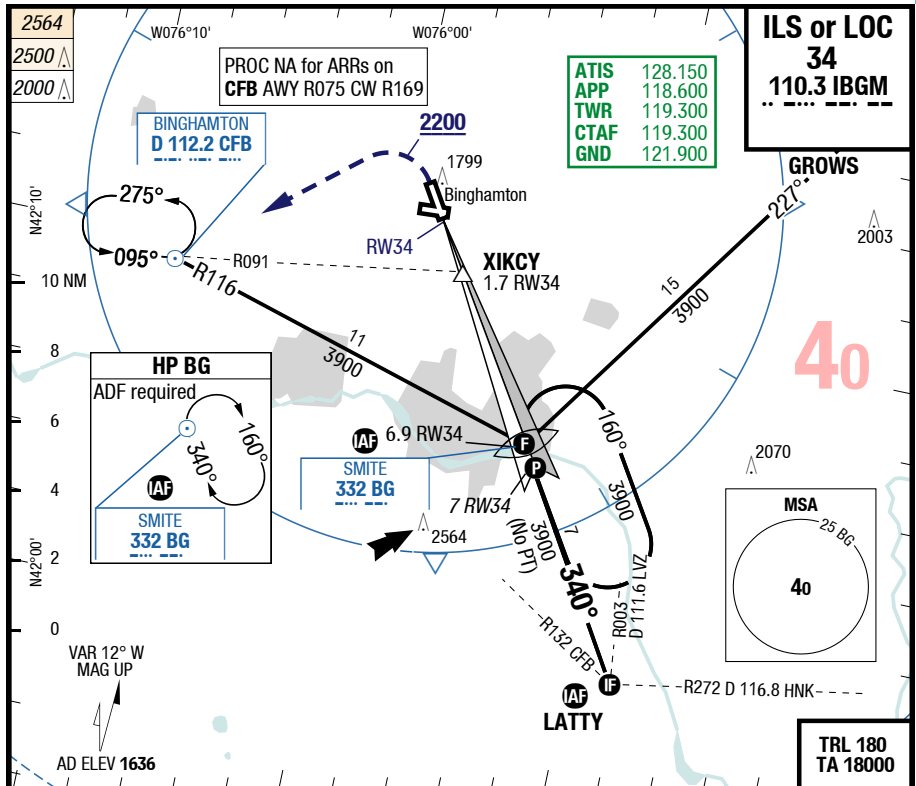 2564
2500
2000
W076°10'
W076°00'
PROC NA for ARRs on
CFB AWY R075 CW R169
ATIS 128.150
APP 118.600
TWR 119.300
CTAF 119.300
GND 121.900
ILS or LOC
34
110.3 IBGM
GROWS
227°
2003
BINGHAMTON
D 112.2 CFB
2200
1799
Binghamton
RW34
N42°10'
275°
095°
R091
R116
XIKCY
1.7 RW34
10 NM
8
6
4
2
0
11
3900
15
3900
40
HP BG
ADF required
160°
340°
IAF
SMITE
332 BG
IAF
6.9 RW34
F
SMITE
332 BG
P
7 RW34
160°
3900
2070
2564
7
3900
(No PT)
340°
R003
D 111.6 LVZ
MSA
25 BG
40
N42°00'
R132 CFB
IF
R272 D 116.8 HNK
IAF
LATTY
VAR 12° W
MAG UP
AD ELEV 1636
TRL 180
TA 18000